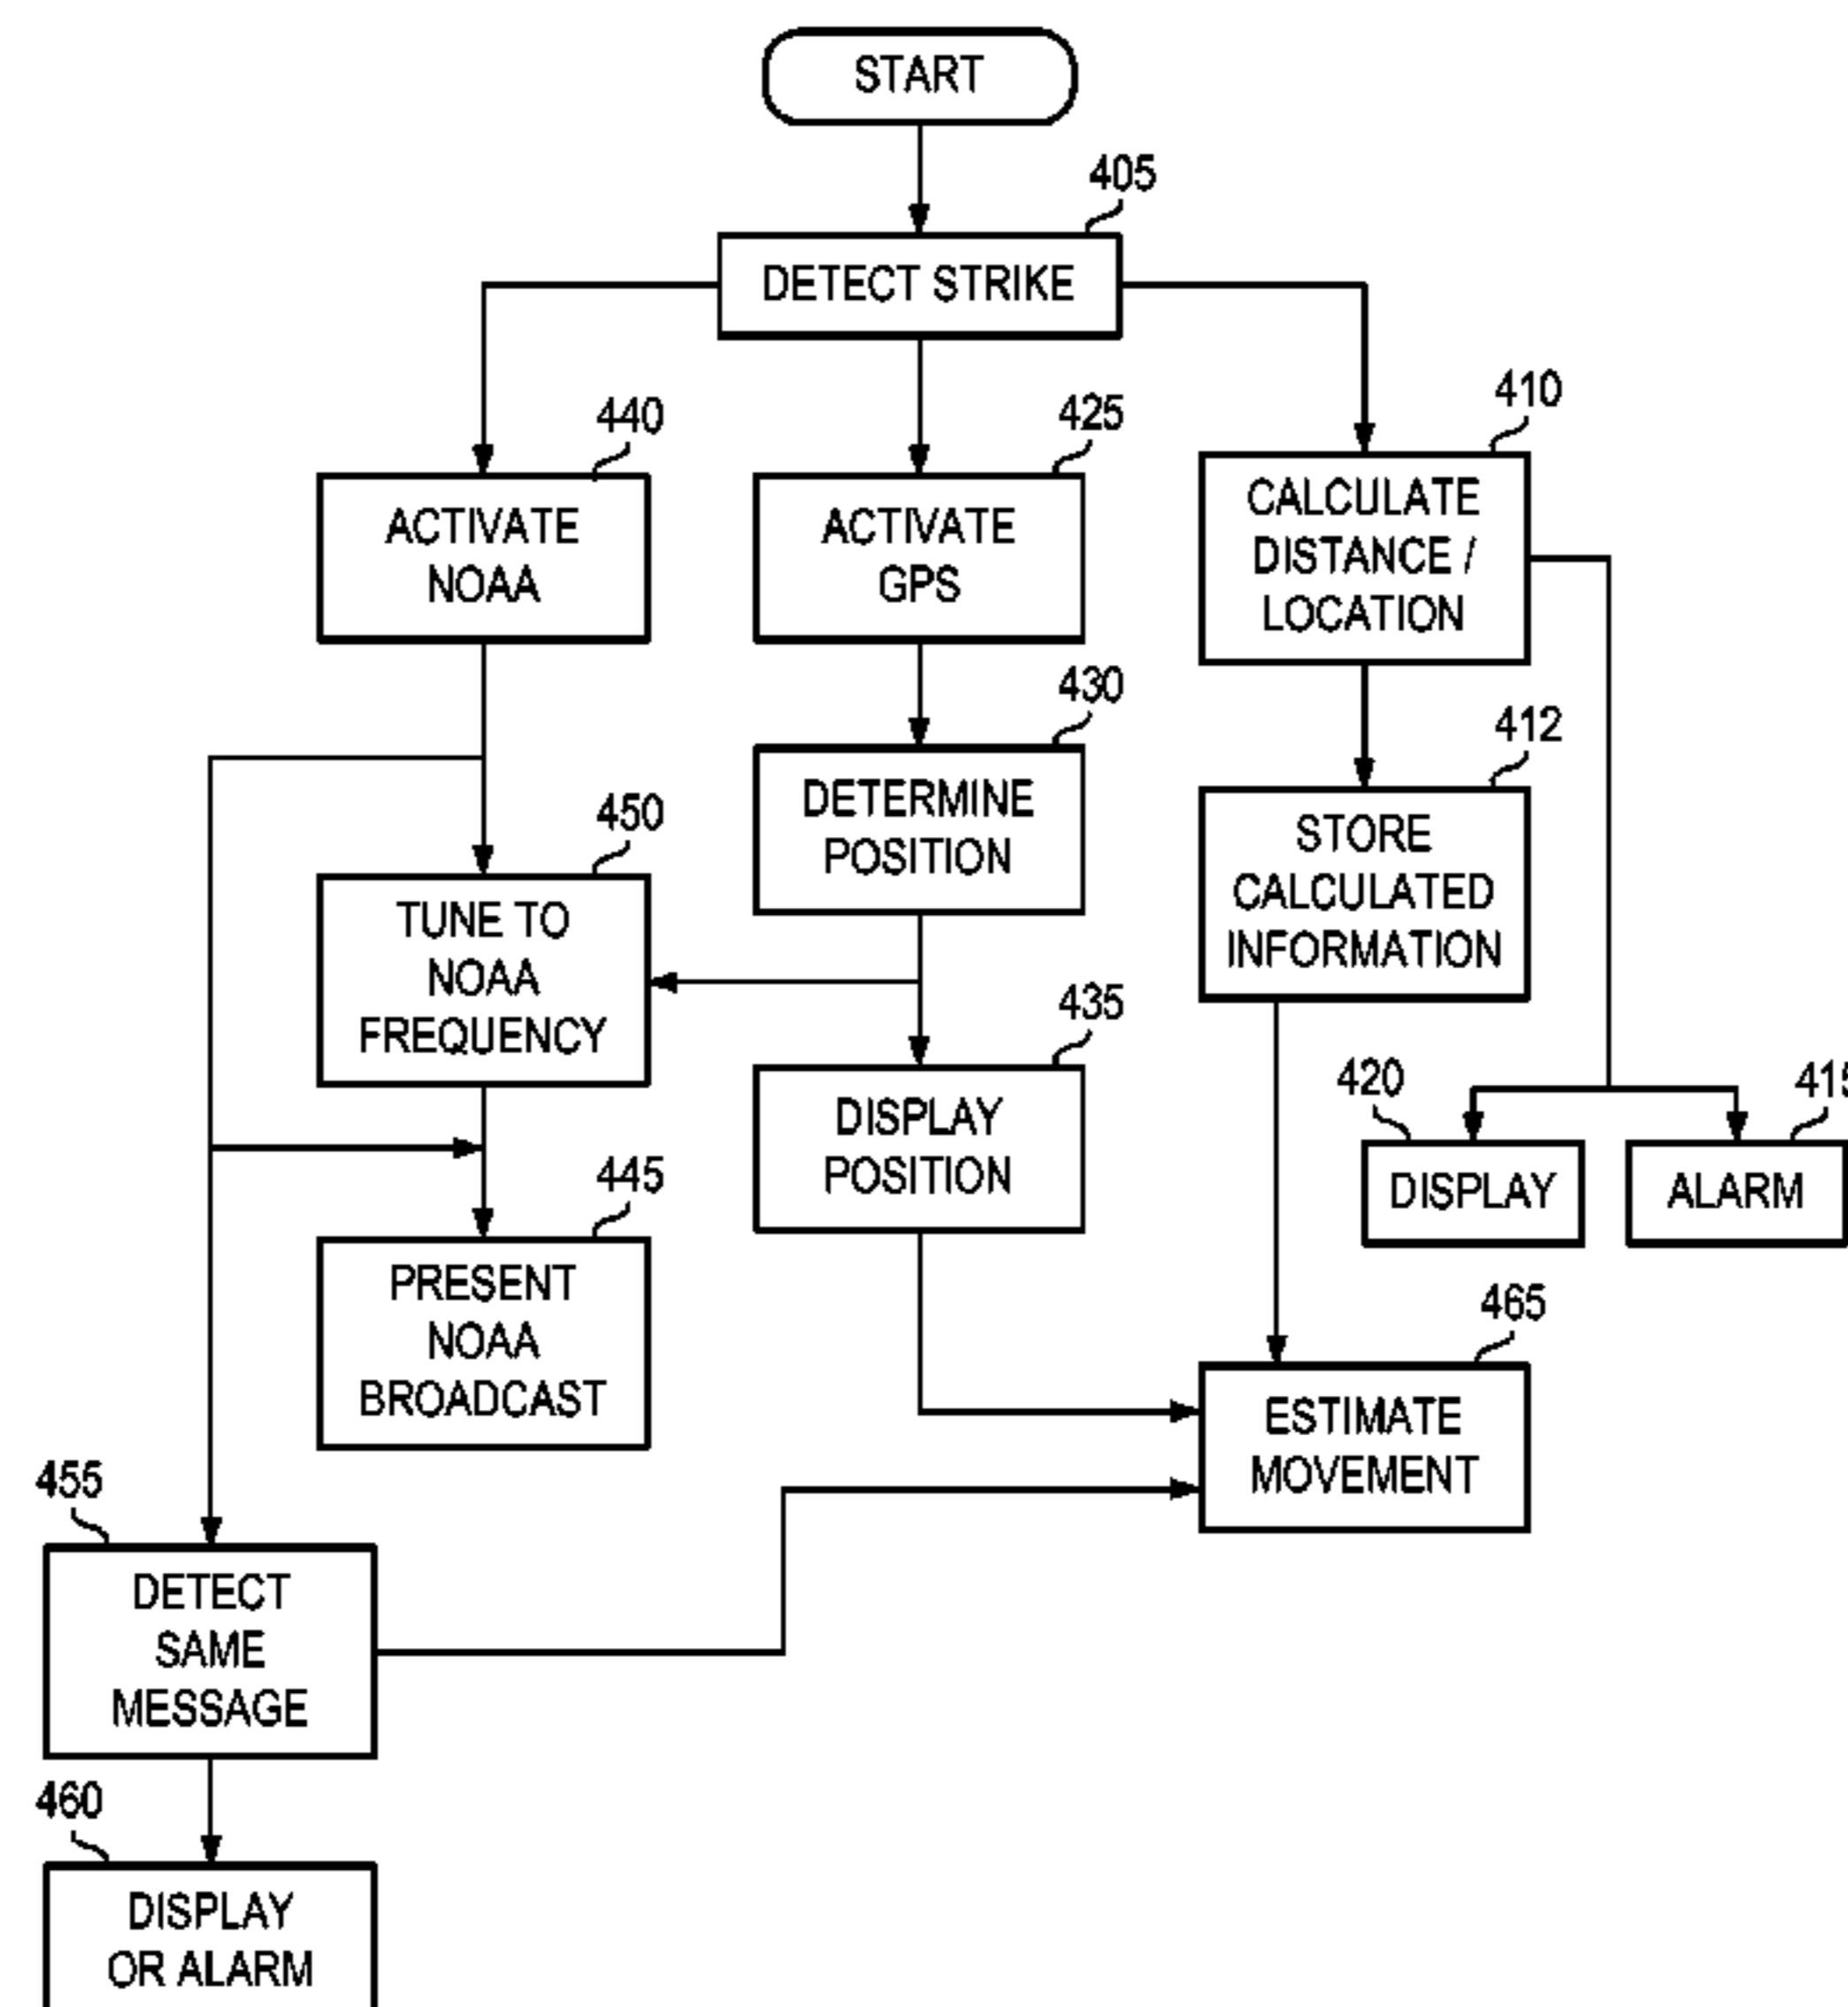 START
405
DETECT STRIKE
440
ACTIVATE
NOAA
425
ACTIVATE
GPS
410
CALCULATE
DISTANCE /
LOCATION
430
DETERMINE
POSITION
412
STORE
CALCULATED
INFORMATION
450
TUNE TO
NOAA
FREQUENCY
435
DISPLAY
POSITION
420
DISPLAY
415
ALARM
445
PRESENT
NOAA
BROADCAST
465
ESTIMATE
MOVEMENT
455
DETECT
SAME
MESSAGE
460
DISPLAY
OR ALARM